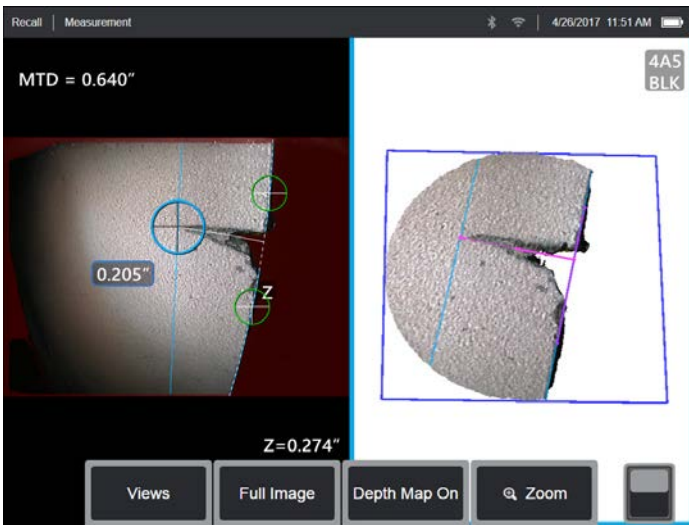 Recall | Measurement
4/26/2017 11:51 AM
MTD = 0.640"
4A5
BLK
0.205"
Z
Z=0.274"
Views
Full Image
Depth Map On
Zoom